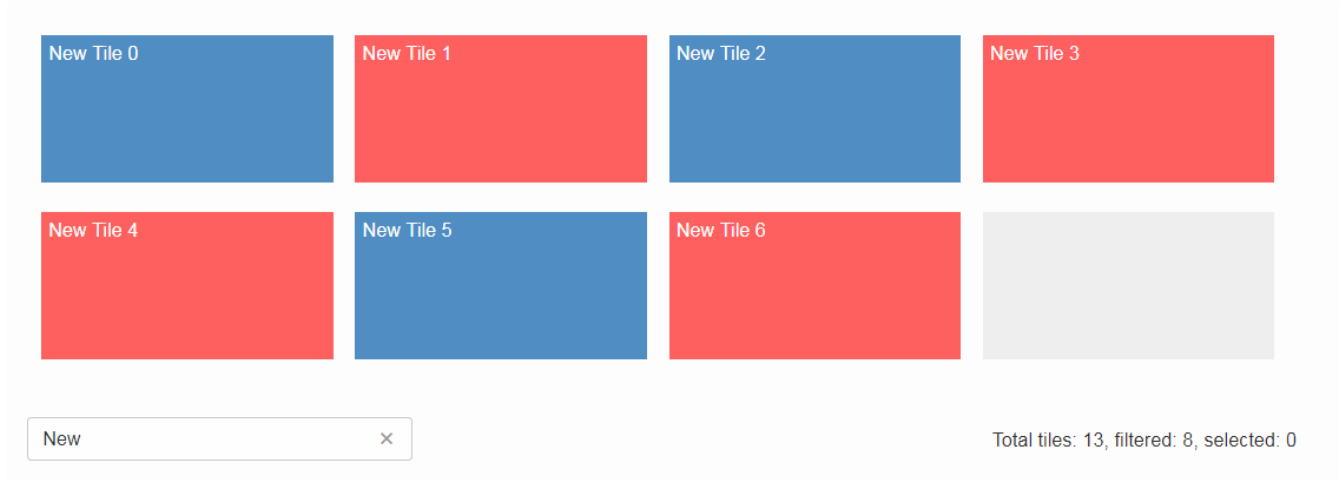 New Tile 0
New Tile 1
New Tile 2
New Tile 3
New Tile 4
New Tile 5
New Tile 6
New
Total tiles: 13, filtered: 8, selected: 0